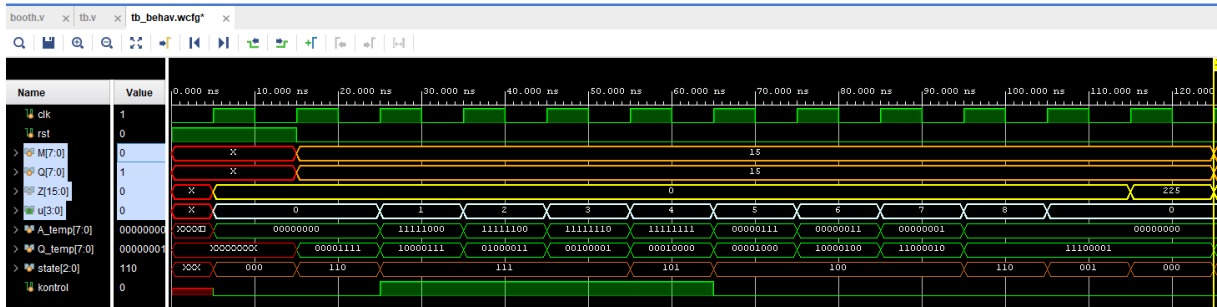 booth.v × tb.v × tb_behav.wcfg* ×
Name Value 0.000 ns 10.000 ns 20.000 ns 30.000 ns 40.000 ns 50.000 ns 60.000 ns 70.000 ns 80.000 ns 90.000 ns 100.000 ns 110.000 ns 120.000
clk 1
rst 0
> M[7:0] 0 X 15
> Q[7:0] 1 X 15
> Z[15:0] 0 X 0 225
> u[3:0] 0 X 0 1 2 3 4 5 6 7 8 0
> A_temp[7:0] 00000000 XXXX 00000000 11111000 11111100 11111110 11111111 00000111 00000011 00000001 00000000
> Q_temp[7:0] 00000001 XXXXXXXX 00001111 10000111 01000011 00100001 00010000 00001000 10000100 11000010 11100001
> state[2:0] 110 XXX 000 110 111 101 100 110 001 000
kontrol 0